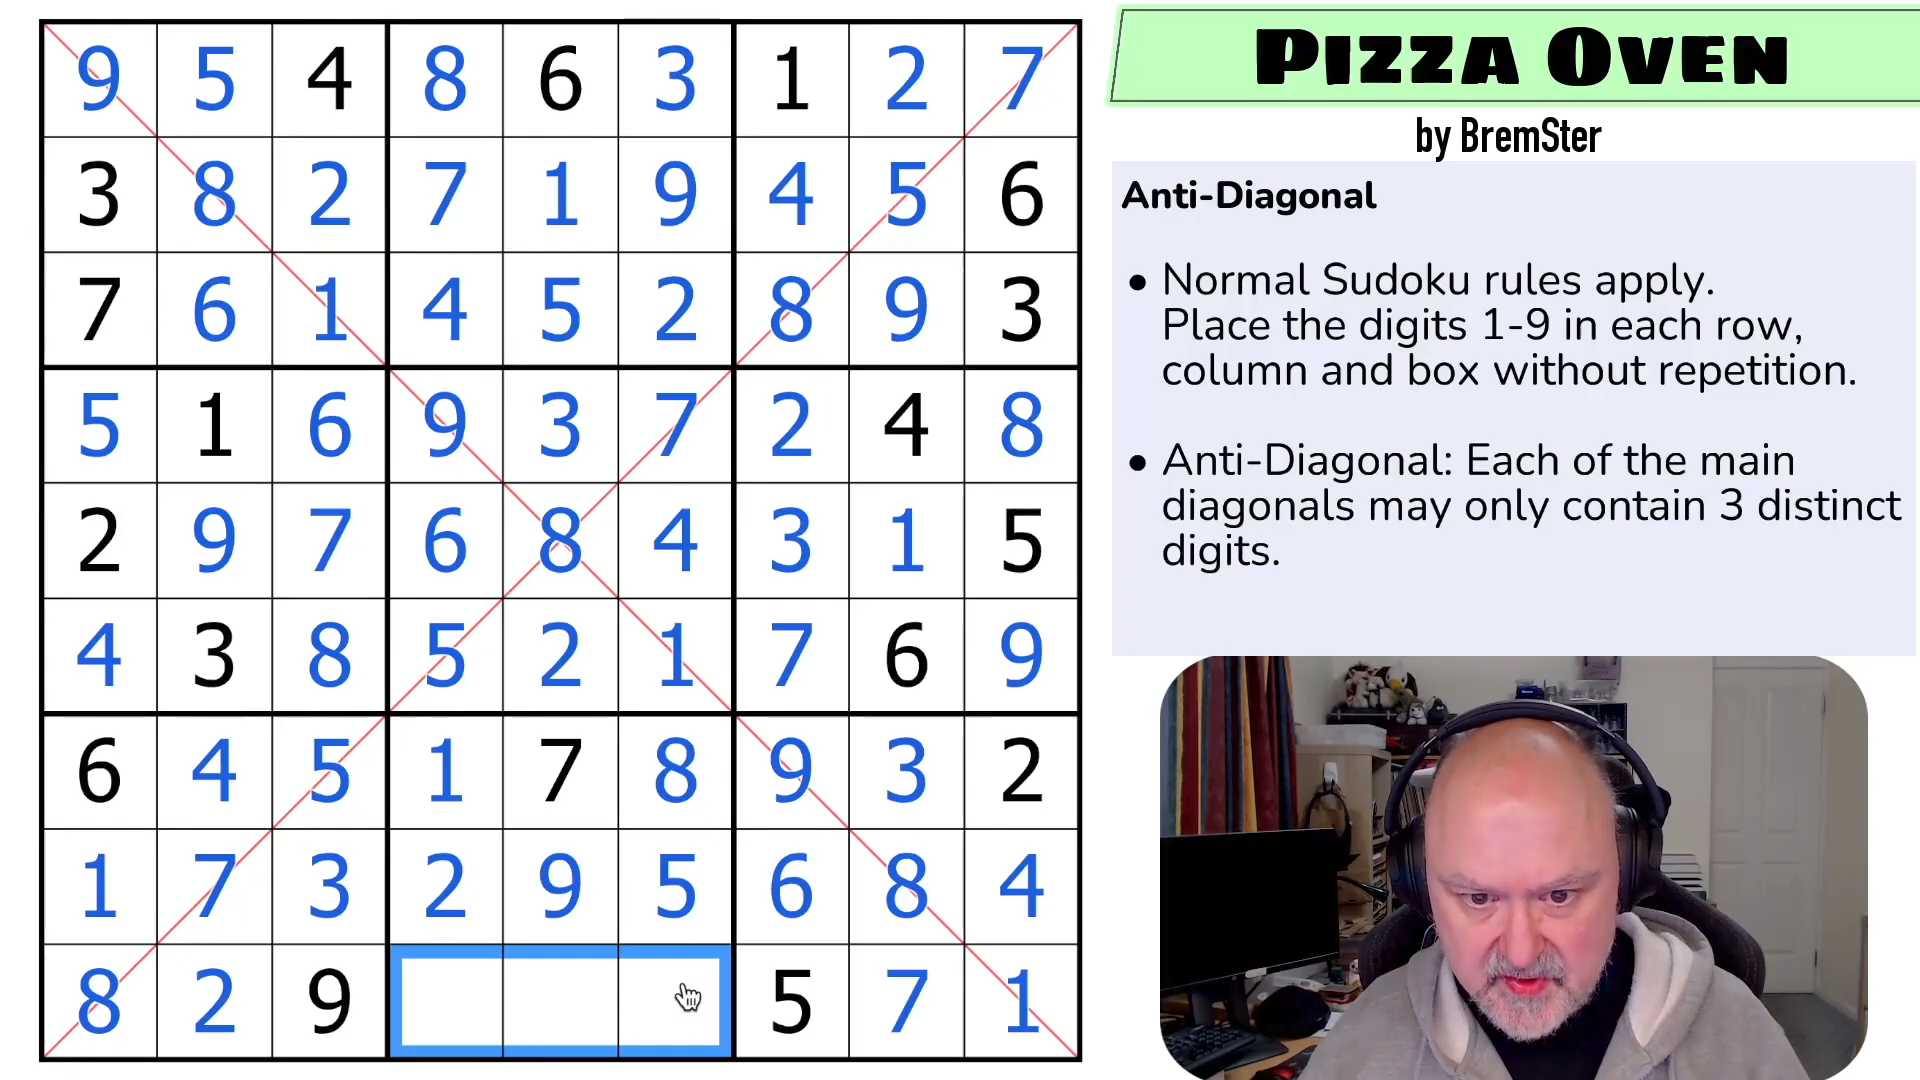 9 5 4 8 6 3 1 2 7
3 8 2 7 1 9 4 5 6
7 6 1 4 5 2 8 9 3
5 1 6 9 3 7 2 4 8
2 9 7 6 8 4 3 1 5
4 3 8 5 2 1 7 6 9
6 4 5 1 7 8 9 3 2
1 7 3 2 9 5 6 8 4
8 2 9 5 7 1
Pizza Oven
by BremSter
Anti-Diagonal
• Normal Sudoku rules apply.
Place the digits 1-9 in each row,
column and box without repetition.
• Anti-Diagonal: Each of the main
diagonals may only contain 3 distinct
digits.